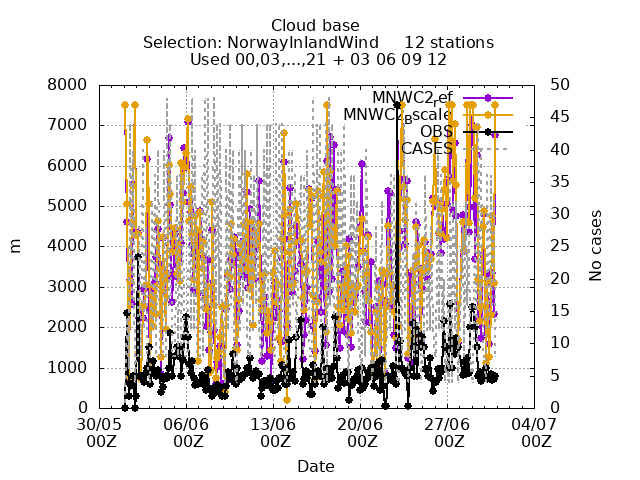 Cloud base
Selection: NorwayInlandWind 12 stations
Used 00,03,...,21 + 03 06 09 12
8000
7000
6000
5000
4000
3000
2000
1000
0
m
50
45
40
35
30
25
20
15
10
5
0
No cases
MNWC2_ref
MNWC2_Bscale
OBS
CASES
30/05 06/06 13/06 20/06 27/06 04/07
00Z 00Z 00Z 00Z 00Z 00Z
Date